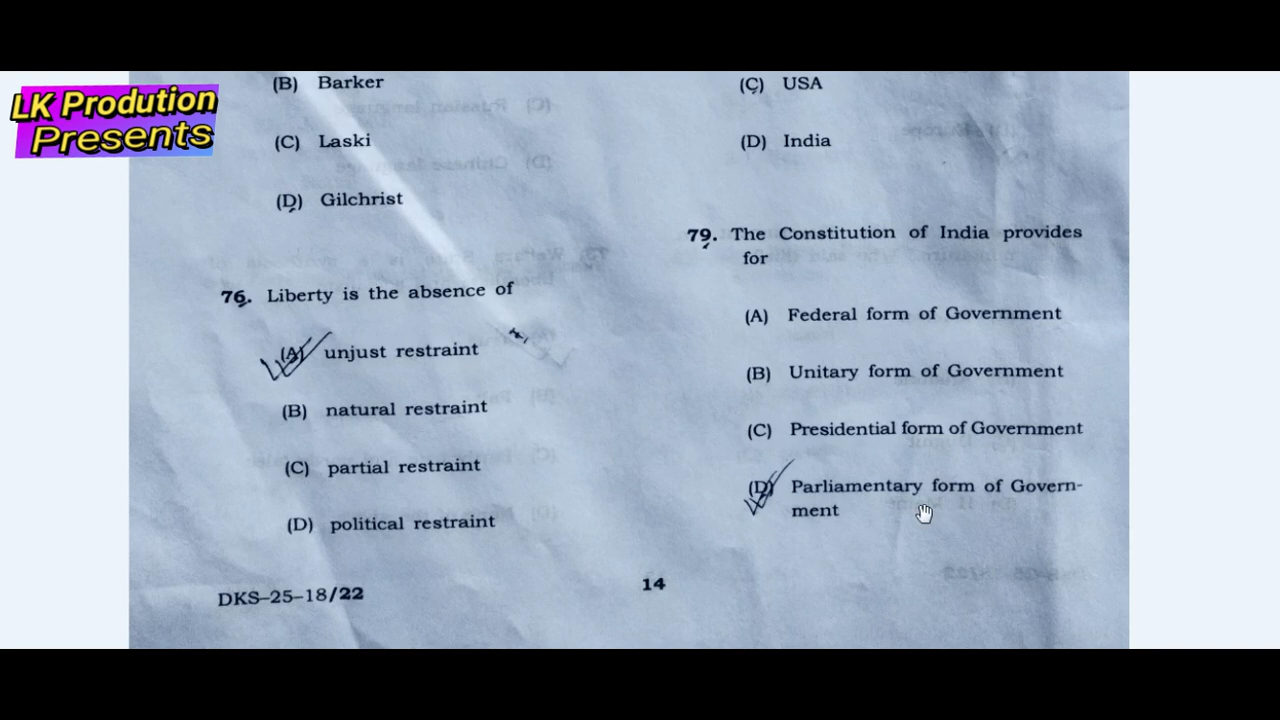 LK Prodution
Presents
(B) Barker
(C) Laski
(D) Gilchrist
76. Liberty is the absence of
(A) unjust restraint
(B) natural restraint
(C) partial restraint
(D) political restraint
DKS–25–18/22
14
(C) USA
(D) India
79. The Constitution of India provides
for
(A) Federal form of Government
(B) Unitary form of Government
(C) Presidential form of Government
(D) Parliamentary form of Govern-
ment